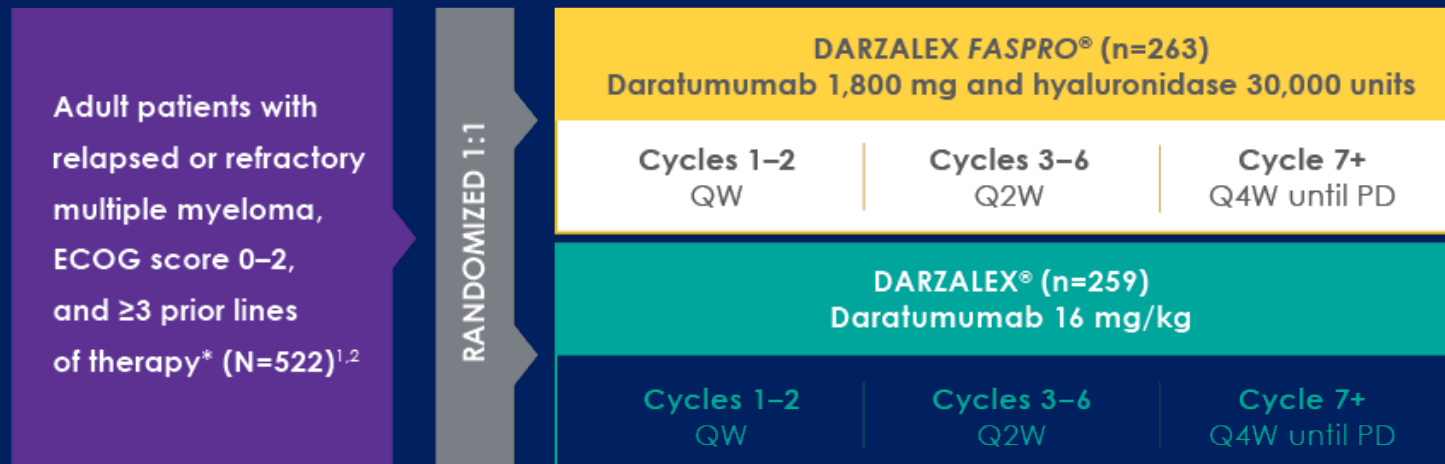 Adult patients with
relapsed or refractory
multiple myeloma,
ECOG score 0–2,
and ≥3 prior lines
of therapy* (N=522)¹,²
RANDOMIZED 1:1
DARZALEX FASPRO® (n=263)
Daratumumab 1,800 mg and hyaluronidase 30,000 units
Cycles 1–2
QW
Cycles 3–6
Q2W
Cycle 7+
Q4W until PD
DARZALEX® (n=259)
Daratumumab 16 mg/kg
Cycles 1–2
QW
Cycles 3–6
Q2W
Cycle 7+
Q4W until PD